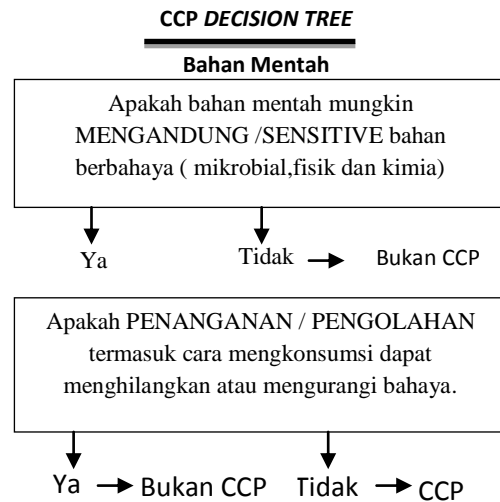 CCP DECISION TREE
Bahan Mentah
Apakah bahan mentah mungkin
MENGANDUNG /SENSITIVE bahan
berbahaya ( mikrobial,fisik dan kimia)
Ya Tidak Bukan CCP
Apakah PENANGANAN / PENGOLAHAN
termasuk cara mengkonsumsi dapat
menghilangkan atau mengurangi bahaya.
Ya Bukan CCP Tidak CCP